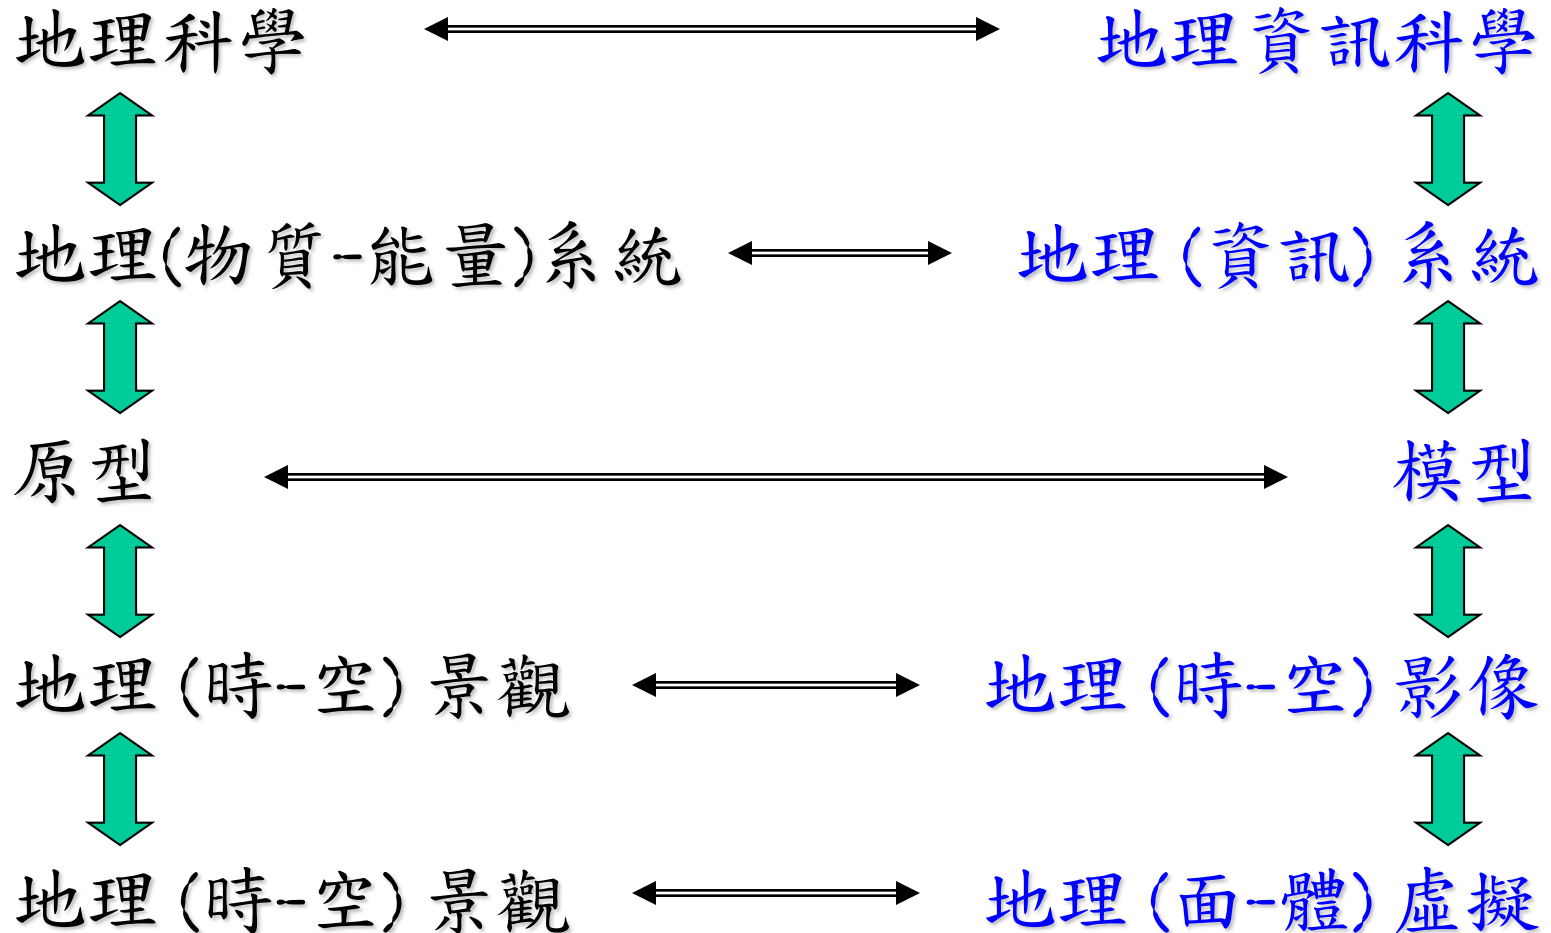 地理科學 地理資訊科學
地理(物質-能量)系統 地理(資訊)系統
原型 模型
地理(時-空)景觀 地理(時-空)影像
地理(時-空)景觀 地理(面-體)虛擬